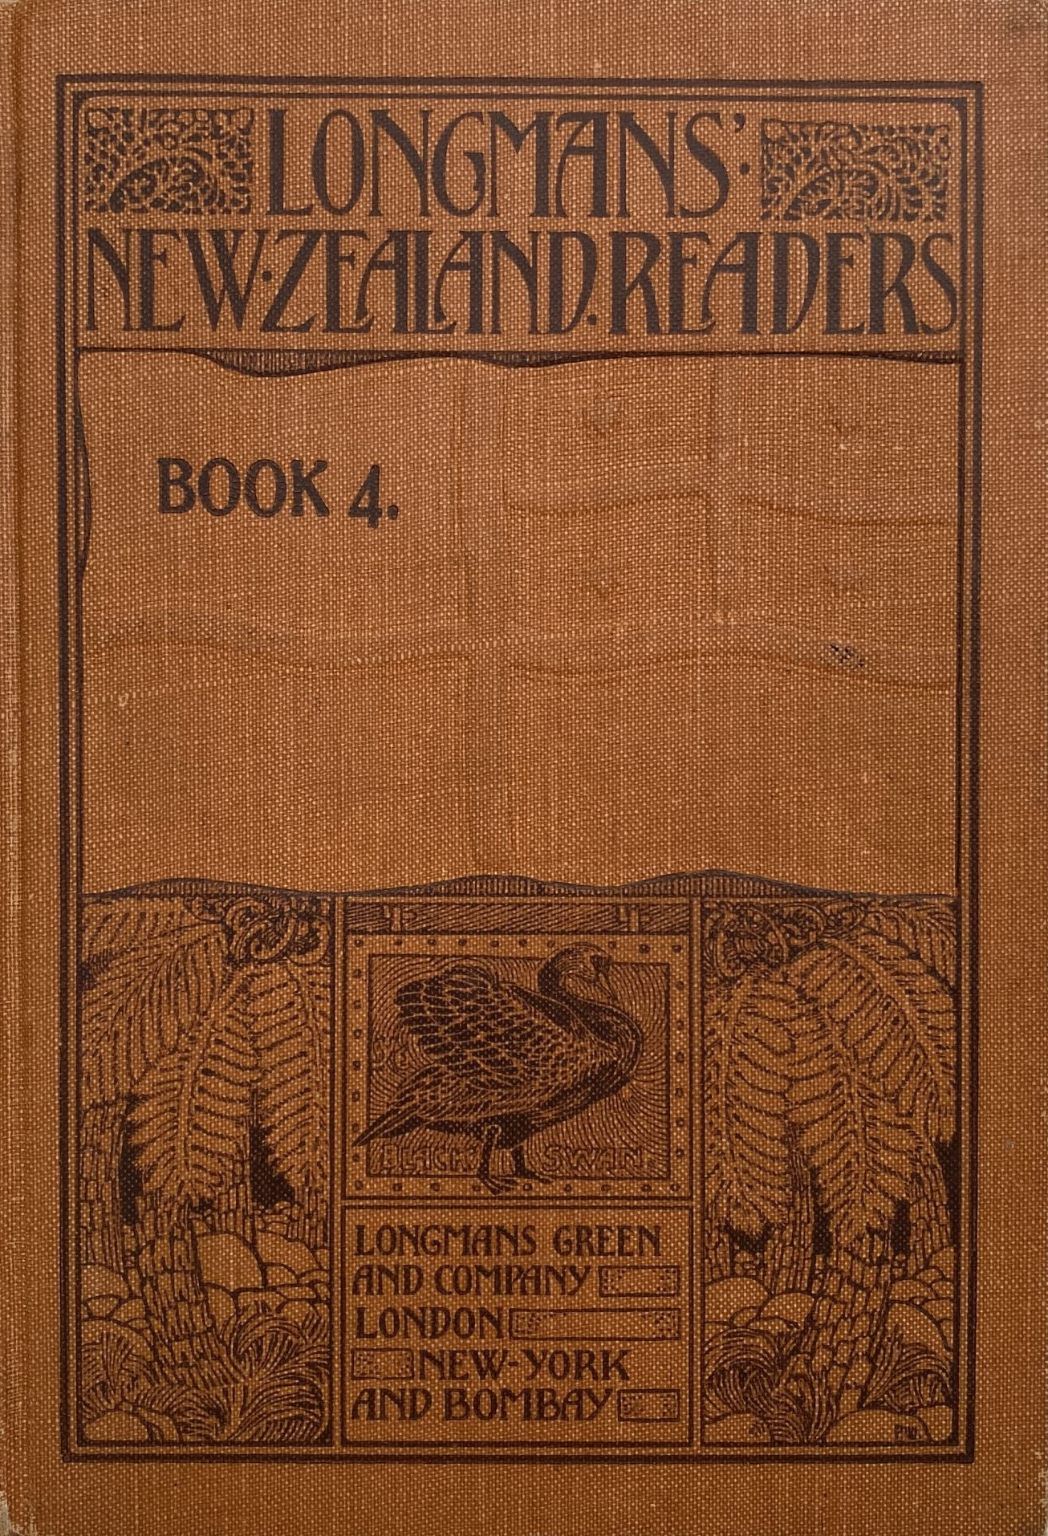 LONGMANS'
NEW·ZEALAND·READERS
BOOK 4.
BLACK SWAN
LONGMANS GREEN
AND COMPANY
LONDON
NEW-YORK
AND BOMBAY